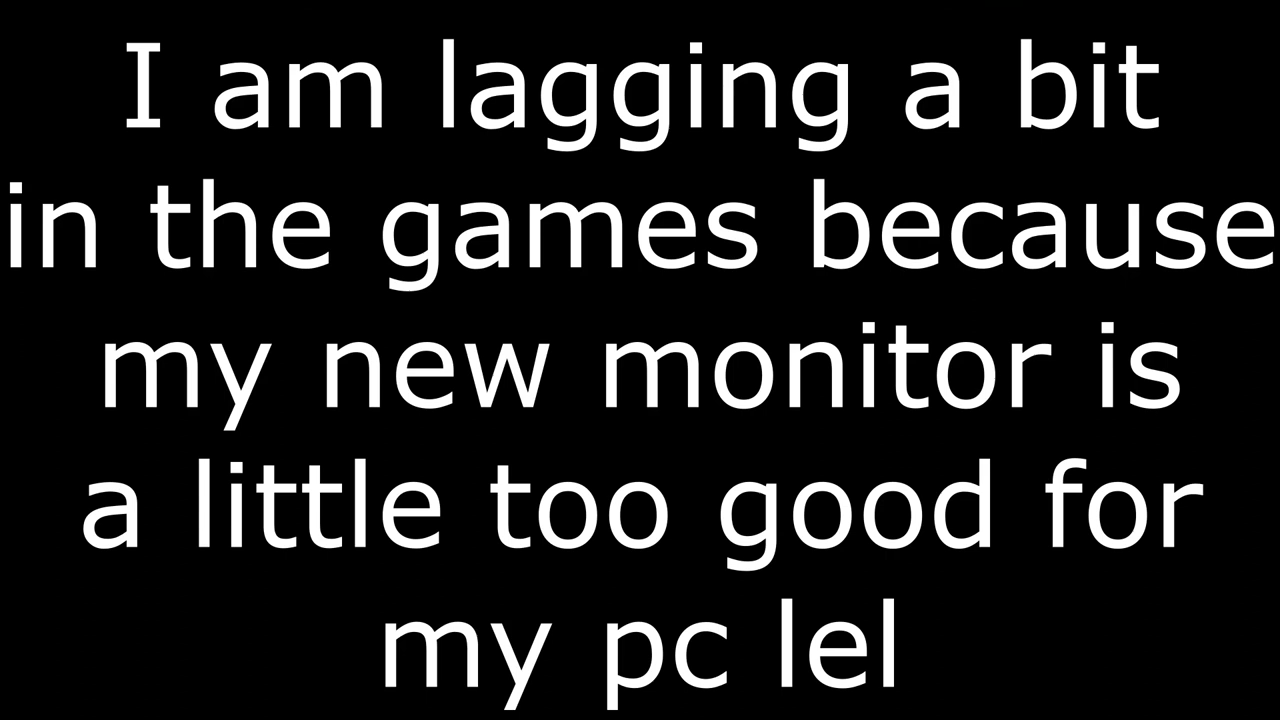 I am lagging a bit
in the games because
my new monitor is
a little too good for
my pc lel